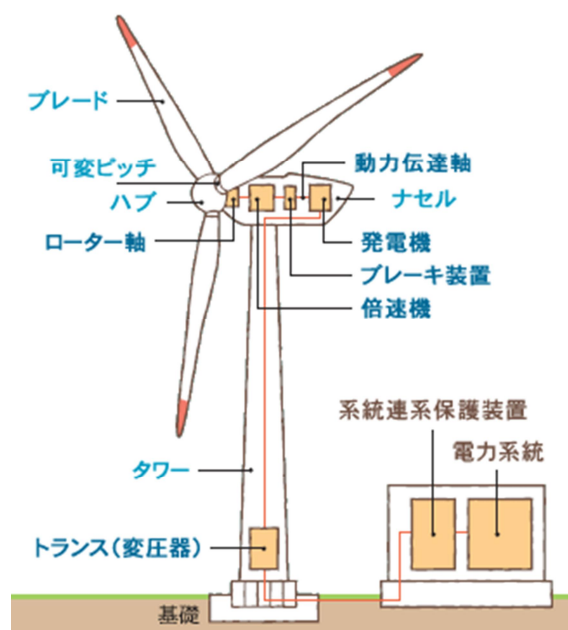 ブレード
可変ピッチ
ハブ
ローター軸
動力伝達軸
ナセル
発電機
ブレーキ装置
倍速機
系統連系保護装置
電力系統
タワー
トランス(変圧器)
基礎